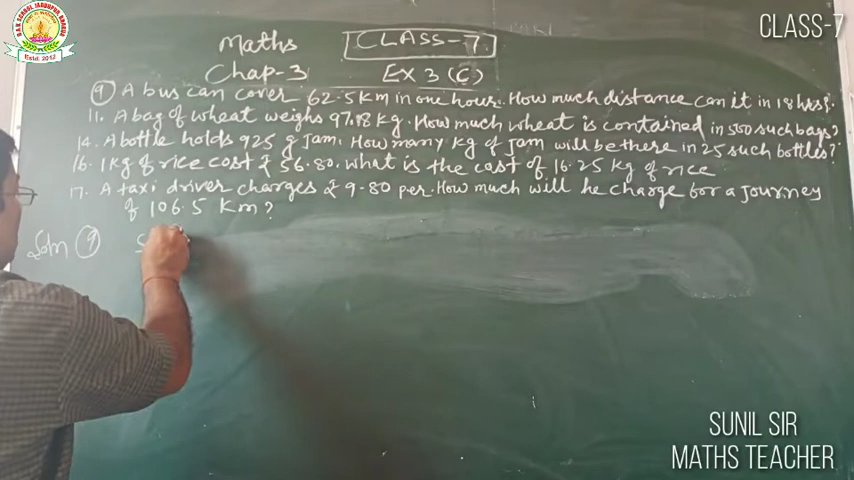 CLASS-7
Maths CLASS-7.
Chap-3 EX 3 (C)
9 A bus can cover 62.5 Km in one hour. How much distance can it in 18 hrs?
11. A bag of wheat weighs 97.18 Kg. How much wheat is contained in 500 such bags?
14. A bottle holds 925 g Jam. How many Kg of Jam will be there in 25 such bottles?
16. 1 Kg of rice cost ₹ 56.80. What is the cost of 16.25 Kg of rice
17. A taxi driver charges ₹ 9.80 per. How much will he charge for a Journey
of 106.5 Km?
Soln 9
Estd. 2012
SUNIL SIR
MATHS TEACHER